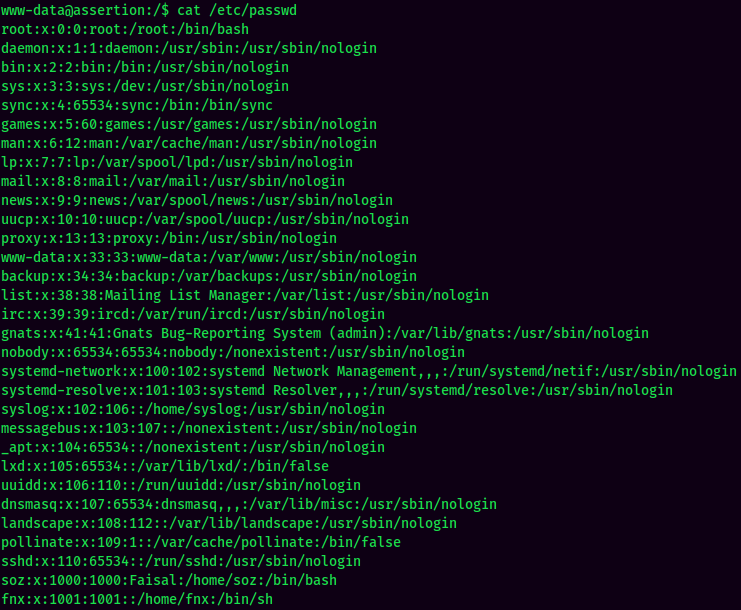 www-data@assertion:/$ cat /etc/passwd
root:x:0:0:root:/root:/bin/bash
daemon:x:1:1:daemon:/usr/sbin:/usr/sbin/nologin
bin:x:2:2:bin:/bin:/usr/sbin/nologin
sys:x:3:3:sys:/dev:/usr/sbin/nologin
sync:x:4:65534:sync:/bin:/bin/sync
games:x:5:60:games:/usr/games:/usr/sbin/nologin
man:x:6:12:man:/var/cache/man:/usr/sbin/nologin
lp:x:7:7:lp:/var/spool/lpd:/usr/sbin/nologin
mail:x:8:8:mail:/var/mail:/usr/sbin/nologin
news:x:9:9:news:/var/spool/news:/usr/sbin/nologin
uucp:x:10:10:uucp:/var/spool/uucp:/usr/sbin/nologin
proxy:x:13:13:proxy:/bin:/usr/sbin/nologin
www-data:x:33:33:www-data:/var/www:/usr/sbin/nologin
backup:x:34:34:backup:/var/backups:/usr/sbin/nologin
list:x:38:38:Mailing List Manager:/var/list:/usr/sbin/nologin
irc:x:39:39:ircd:/var/run/ircd:/usr/sbin/nologin
gnats:x:41:41:Gnats Bug-Reporting System (admin):/var/lib/gnats:/usr/sbin/nologin
nobody:x:65534:65534:nobody:/nonexistent:/usr/sbin/nologin
systemd-network:x:100:102:systemd Network Management,,,:/run/systemd/netif:/usr/sbin/nologin
systemd-resolve:x:101:103:systemd Resolver,,,:/run/systemd/resolve:/usr/sbin/nologin
syslog:x:102:106::/home/syslog:/usr/sbin/nologin
messagebus:x:103:107::/nonexistent:/usr/sbin/nologin
_apt:x:104:65534::/nonexistent:/usr/sbin/nologin
lxd:x:105:65534::/var/lib/lxd/:/bin/false
uuidd:x:106:110::/run/uuidd:/usr/sbin/nologin
dnsmasq:x:107:65534:dnsmasq,,,:/var/lib/misc:/usr/sbin/nologin
landscape:x:108:112::/var/lib/landscape:/usr/sbin/nologin
pollinate:x:109:1::/var/cache/pollinate:/bin/false
sshd:x:110:65534::/run/sshd:/usr/sbin/nologin
soz:x:1000:1000:Faisal:/home/soz:/bin/bash
fnx:x:1001:1001::/home/fnx:/bin/sh